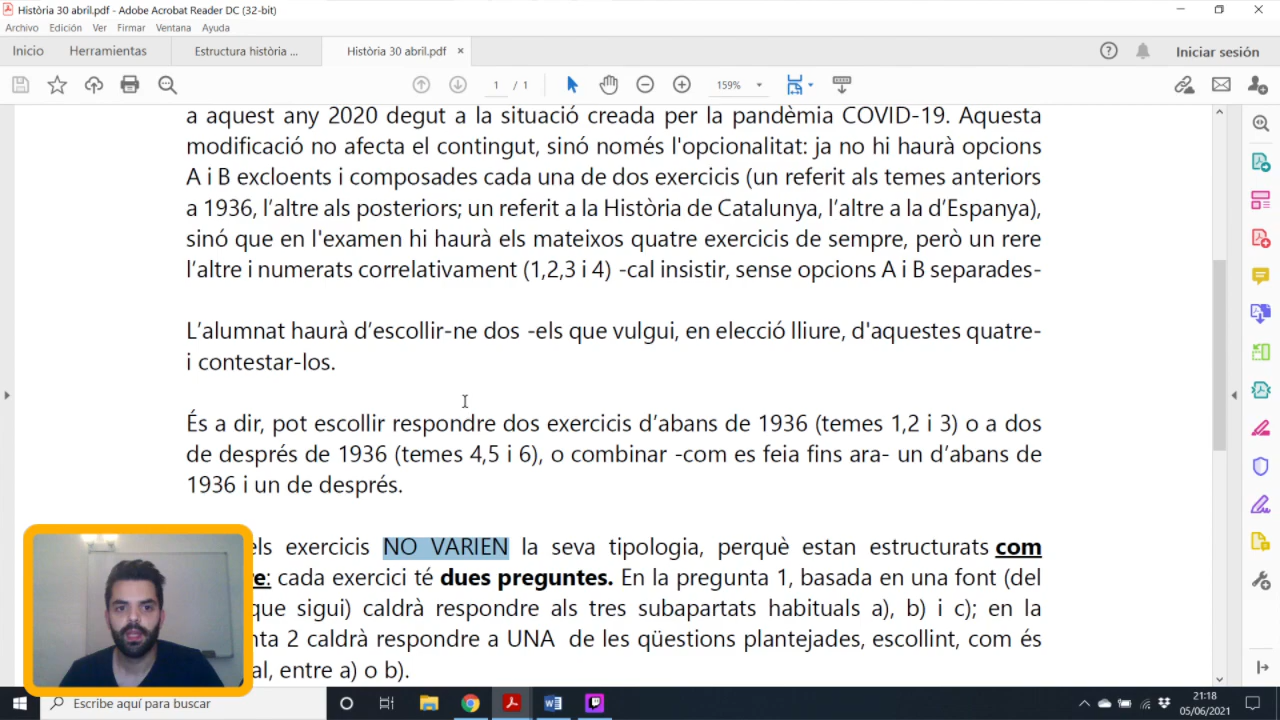 Història 30 abril.pdf - Adobe Acrobat Reader DC (32-bit)
Archivo Edición Ver Firmar Ventana Ayuda
Inicio Herramientas Estructura història ... Història 30 abril.pdf ×
Iniciar sesión
1 / 1 159%
a aquest any 2020 degut a la situació creada per la pandèmia COVID-19. Aquesta
modificació no afecta el contingut, sinó només l'opcionalitat: ja no hi haurà opcions
A i B excloents i composades cada una de dos exercicis (un referit als temes anteriors
a 1936, l’altre als posteriors; un referit a la Història de Catalunya, l’altre a la d’Espanya),
sinó que en l'examen hi haurà els mateixos quatre exercicis de sempre, però un rere
l’altre i numerats correlativament (1,2,3 i 4) -cal insistir, sense opcions A i B separades-
L’alumnat haurà d’escollir-ne dos -els que vulgui, en elecció lliure, d'aquestes quatre-
i contestar-los.
És a dir, pot escollir respondre dos exercicis d’abans de 1936 (temes 1,2 i 3) o a dos
de després de 1936 (temes 4,5 i 6), o combinar -com es feia fins ara- un d’abans de
1936 i un de després.
els exercicis NO VARIEN la seva tipologia, perquè estan estructurats com
re: cada exercici té dues preguntes. En la pregunta 1, basada en una font (del
que sigui) caldrà respondre als tres subapartats habituals a), b) i c); en la
nta 2 caldrà respondre a UNA de les qüestions plantejades, escollint, com és
al, entre a) o b).
Escribe aquí para buscar
21:18
05/06/2021